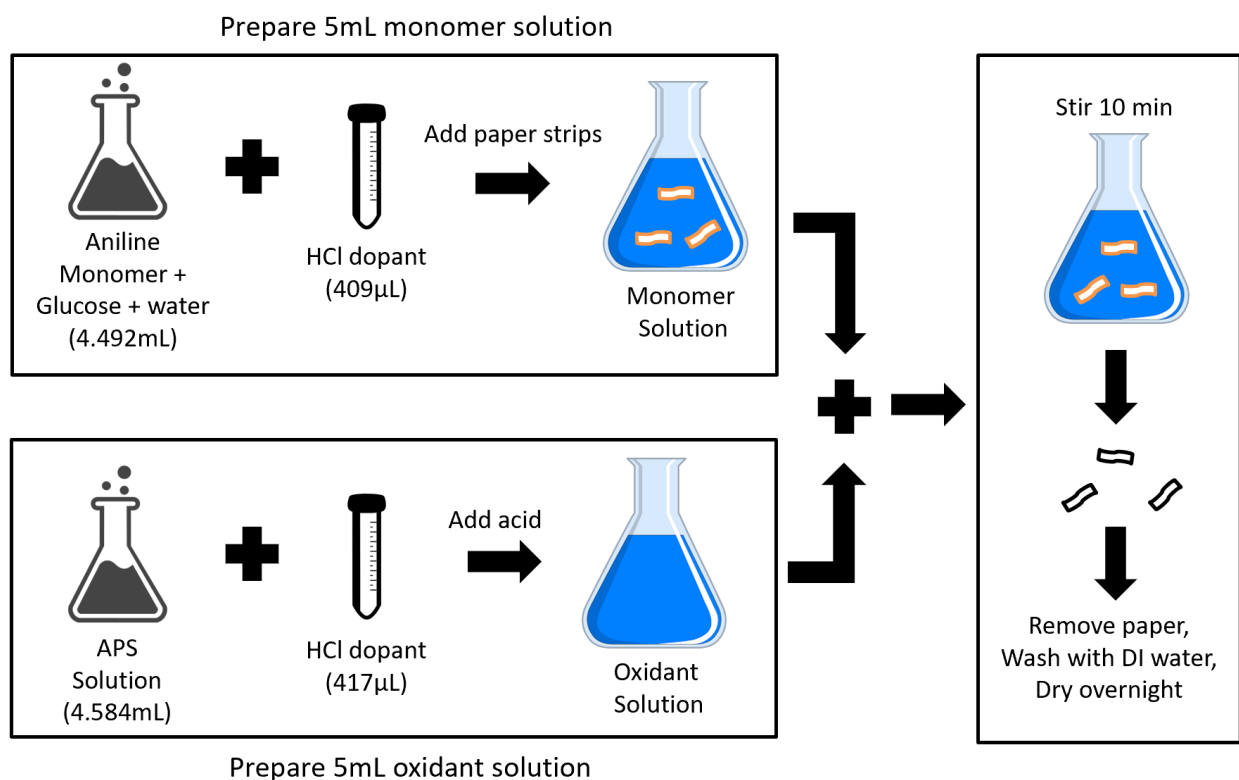 Prepare 5mL monomer solution
Aniline
Monomer +
Glucose + water
(4.492mL)
HCl dopant
(409µL)
Add paper strips
Monomer
Solution
APS
Solution
(4.584mL)
HCl dopant
(417µL)
Add acid
Oxidant
Solution
Prepare 5mL oxidant solution
Stir 10 min
Remove paper,
Wash with DI water,
Dry overnight